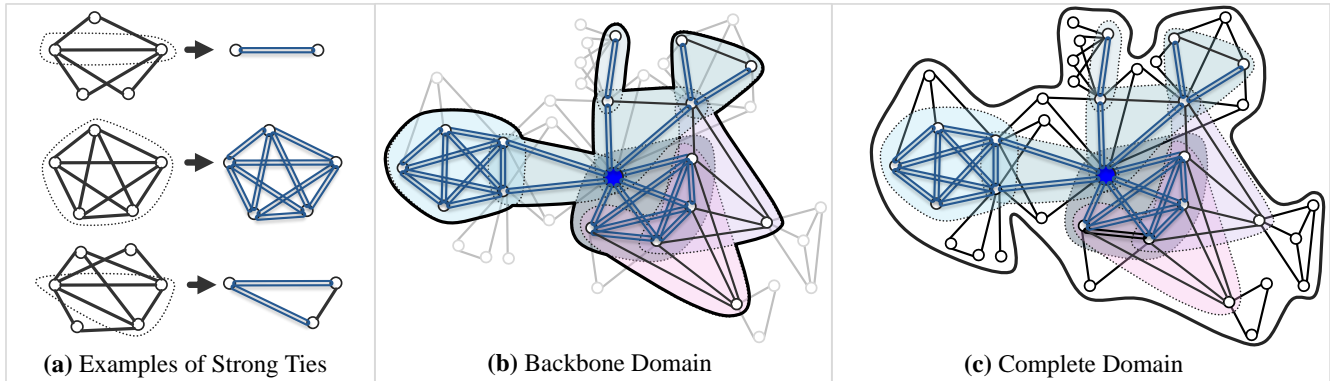 (a) Examples of Strong Ties
(b) Backbone Domain
(c) Complete Domain